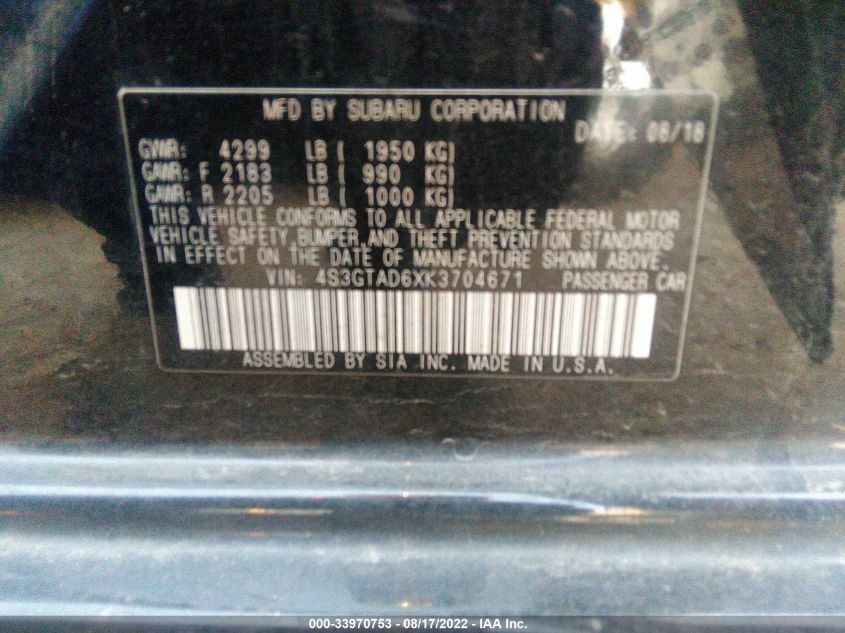 MFD BY SUBARU CORPORATION
DATE: 08/18
GVWR: 4299 LB ( 1950 KG)
GAWR: F 2183 LB ( 990 KG)
GAWR: R 2205 LB ( 1000 KG)
THIS VEHICLE CONFORMS TO ALL APPLICABLE FEDERAL MOTOR
VEHICLE SAFETY, BUMPER, AND THEFT PREVENTION STANDARDS
IN EFFECT ON THE DATE OF MANUFACTURE SHOWN ABOVE.
VIN: 4S3GTAD6XK3704671 PASSENGER CAR
ASSEMBLED BY SIA INC. MADE IN U.S.A.
000-33970753 - 08/17/2022 - IAA Inc.